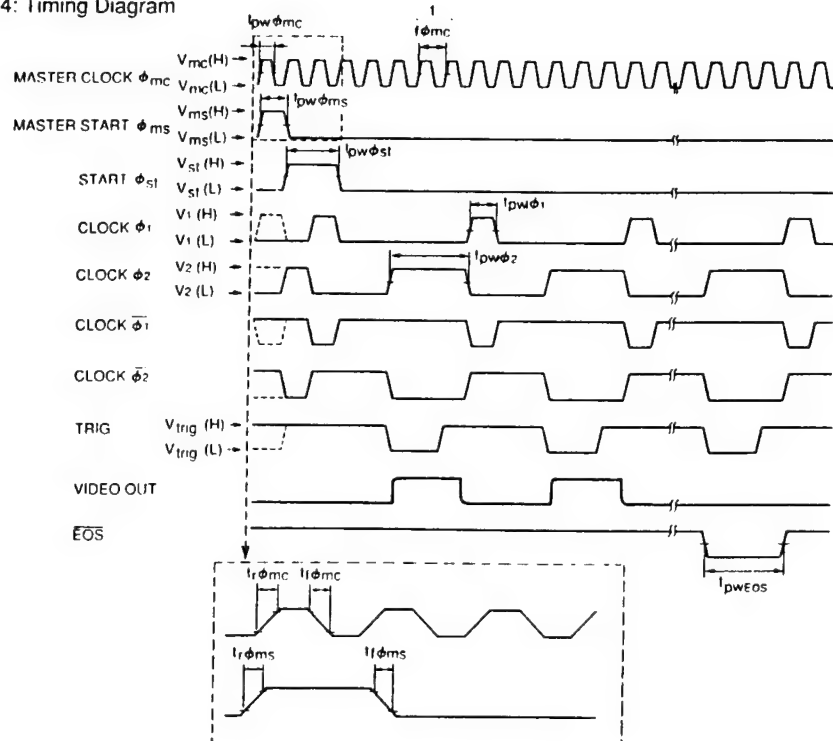 4: Timing Diagram
tpwϕmc
1
fϕmc
MASTER CLOCK ϕmc
Vmc(H)
Vmc(L)
MASTER START ϕms
Vms(H)
Vms(L)
tpwϕms
START ϕst
Vst (H)
Vst (L)
tpwϕst
CLOCK ϕ1
V1 (H)
V1 (L)
tpwϕ1
CLOCK ϕ2
V2 (H)
V2 (L)
tpwϕ2
CLOCK ϕ̅1
CLOCK ϕ̅2
TRIG
Vtrig (H)
Vtrig (L)
VIDEO OUT
E̅O̅S̅
tpwEOS
trϕmc tfϕmc
trϕms tfϕms